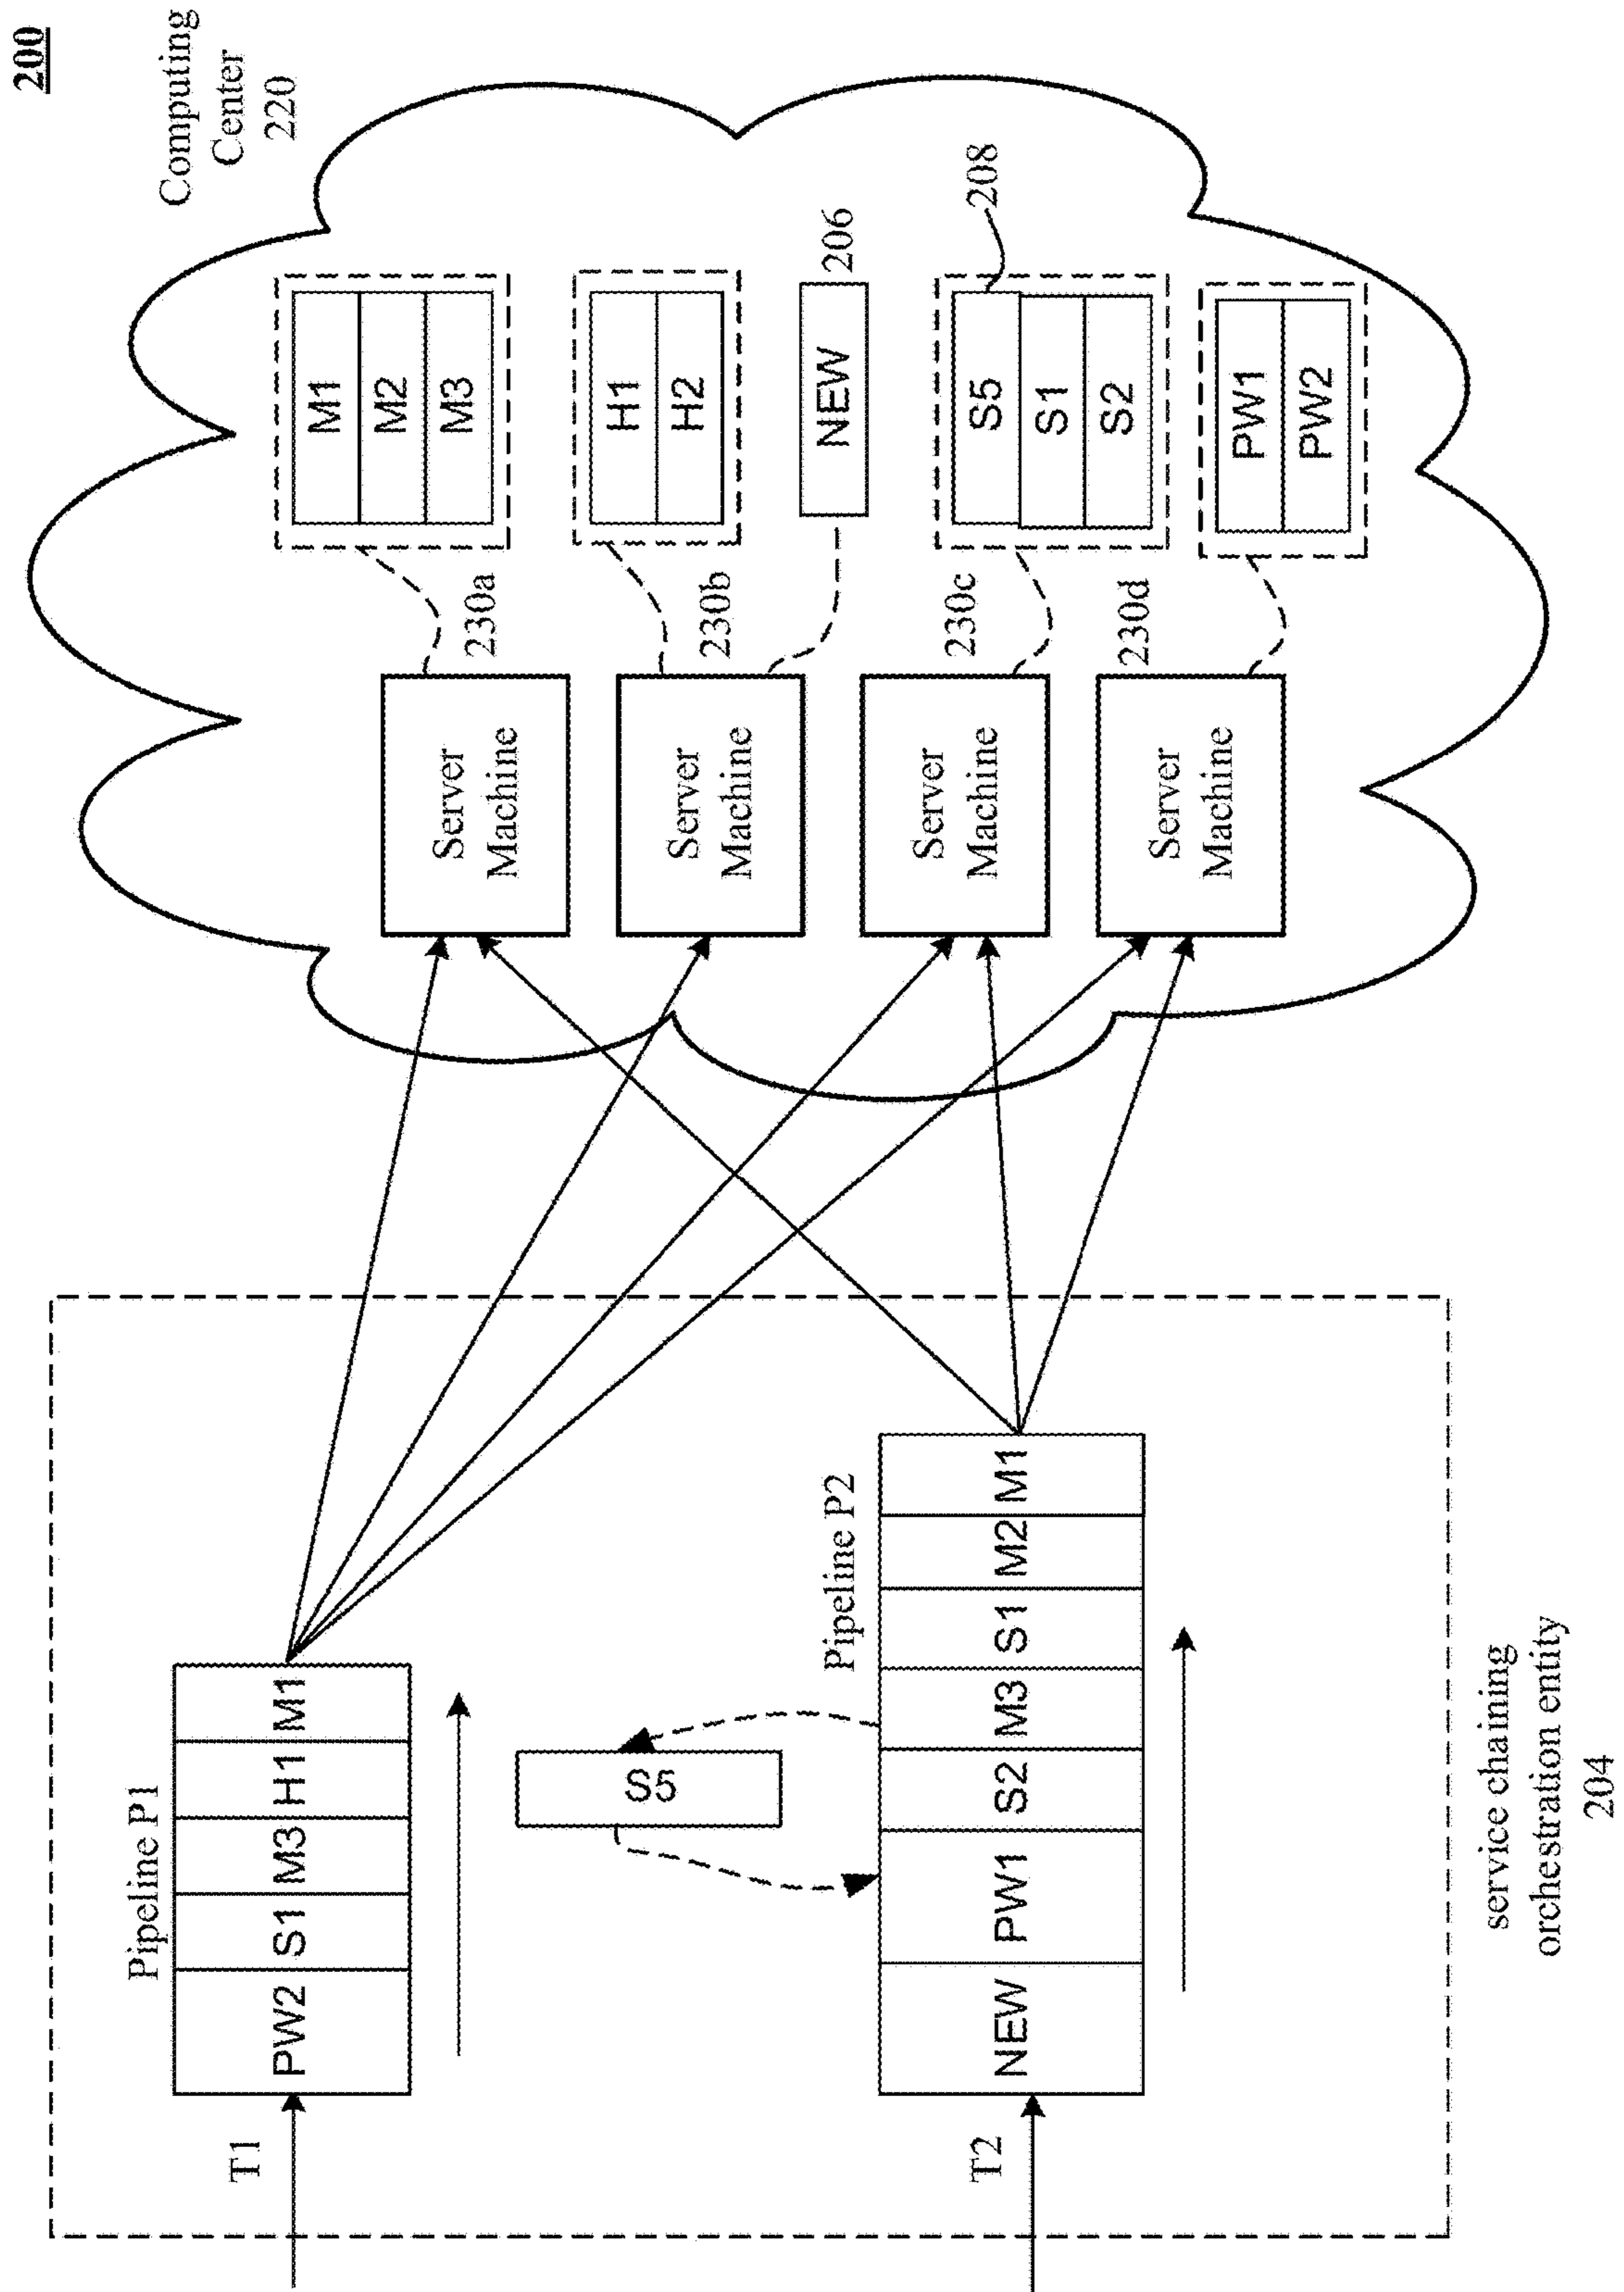 200
Computing
Center
220
T1
Pipeline P1
PW2
S1
M3
H1
M1
S5
T2
Pipeline P2
NEW
PW1
S2
M3
S1
M2
M1
service chaining
orchestration entity
204
Server
Machine
230a
M1
M2
M3
Server
Machine
230b
H1
H2
NEW
206
Server
Machine
230c
S5
S1
S2
208
Server
Machine
230d
PW1
PW2